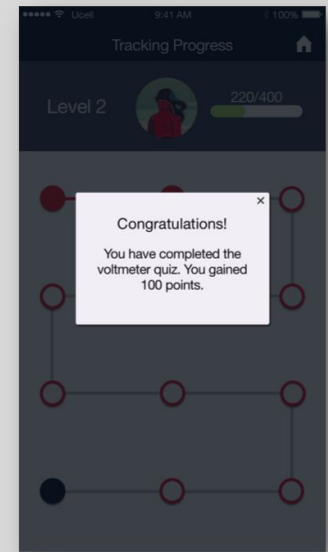 Ucell 9:41 AM 100%
Tracking Progress
Level 2
220/400
×
Congratulations!
You have completed the
voltmeter quiz. You gained
100 points.